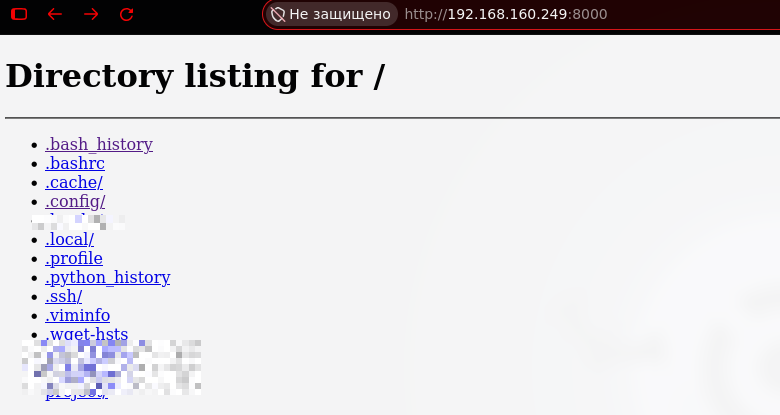 Не защищено http://192.168.160.249:8000
Directory listing for /
.bash_history
.bashrc
.cache/
.config/
.local/
.profile
.python_history
.ssh/
.viminfo
.wget-hsts
project/